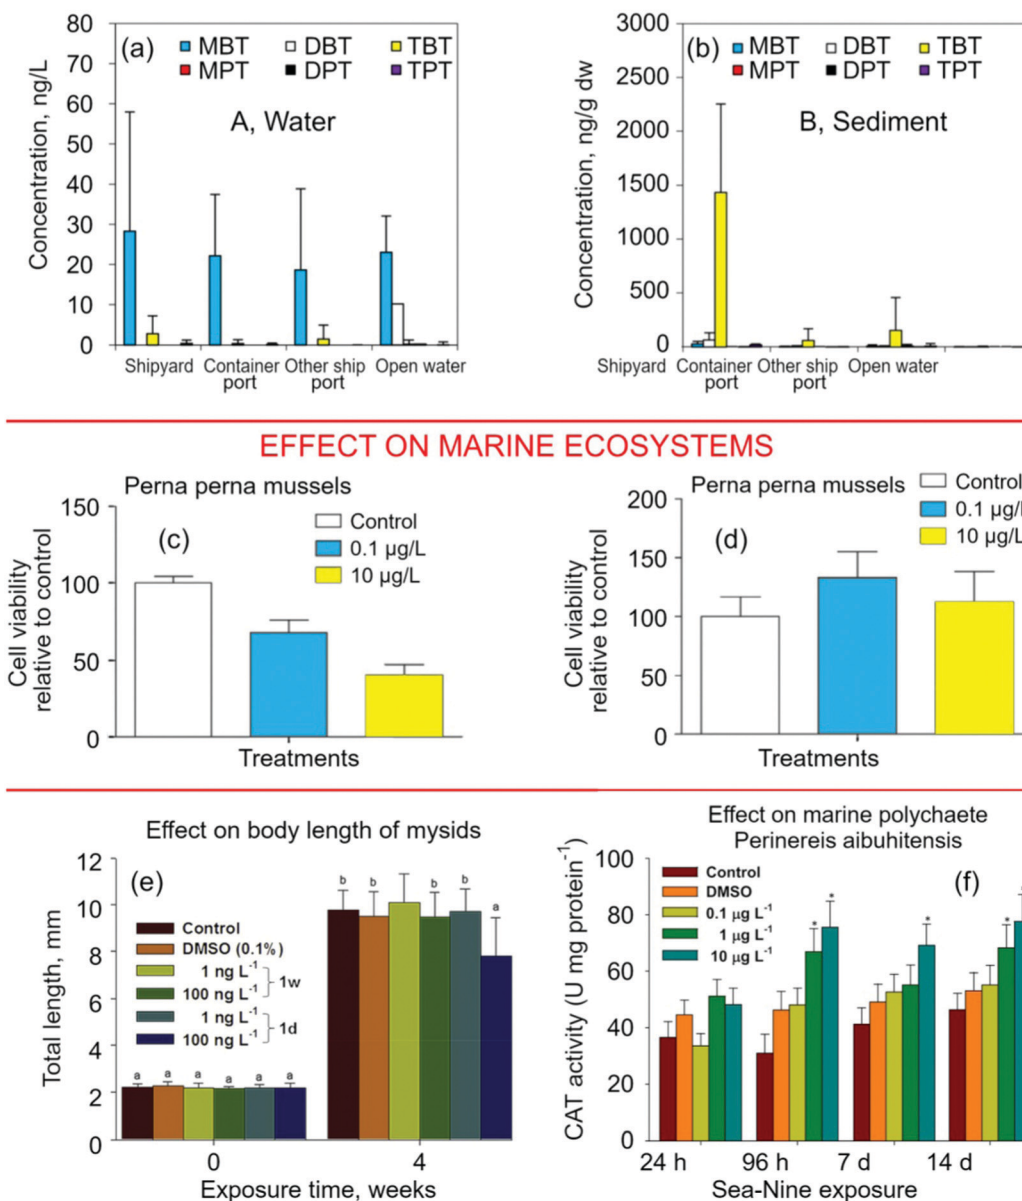 (a)
MBT DBT TBT
MPT DPT TPT
A, Water
Concentration, ng/L
80
70
60
50
40
30
20
10
0
Shipyard Container port Other ship port Open water
(b)
MBT DBT TBT
MPT DPT TPT
B, Sediment
Concentration, ng/g dw
3000
2500
2000
1500
1000
500
0
Shipyard Container port Other ship port Open water
EFFECT ON MARINE ECOSYSTEMS
Perna perna mussels
(c)
Control
0.1 µg/L
10 µg/L
Cell viability
relative to control
150
100
50
0
Treatments
Perna perna mussels
(d)
Control
0.1 µg/L
10 µg/L
Cell viability
relative to control
200
150
100
50
0
Treatments
Effect on body length of mysids
(e)
Control
DMSO (0.1%)
1 ng L⁻¹
100 ng L⁻¹
1w
1 ng L⁻¹
100 ng L⁻¹
1d
Total length, mm
12
10
8
6
4
2
0
a a a a a a
b b b b a
0 4
Exposure time, weeks
Effect on marine polychaete
Perinereis aibuhitensis
(f)
Control
DMSO
0.1 µg L⁻¹
1 µg L⁻¹
10 µg L⁻¹
CAT activity (U mg protein⁻¹)
100
80
60
40
20
0
* * * *
24 h 96 h 7 d 14 d
Sea-Nine exposure